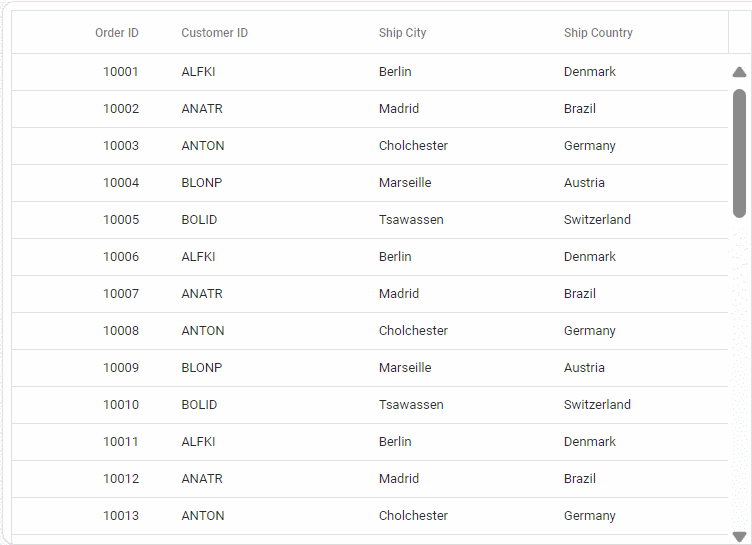 Order ID Customer ID Ship City Ship Country
10001 ALFKI Berlin Denmark
10002 ANATR Madrid Brazil
10003 ANTON Cholchester Germany
10004 BLONP Marseille Austria
10005 BOLID Tsawassen Switzerland
10006 ALFKI Berlin Denmark
10007 ANATR Madrid Brazil
10008 ANTON Cholchester Germany
10009 BLONP Marseille Austria
10010 BOLID Tsawassen Switzerland
10011 ALFKI Berlin Denmark
10012 ANATR Madrid Brazil
10013 ANTON Cholchester Germany